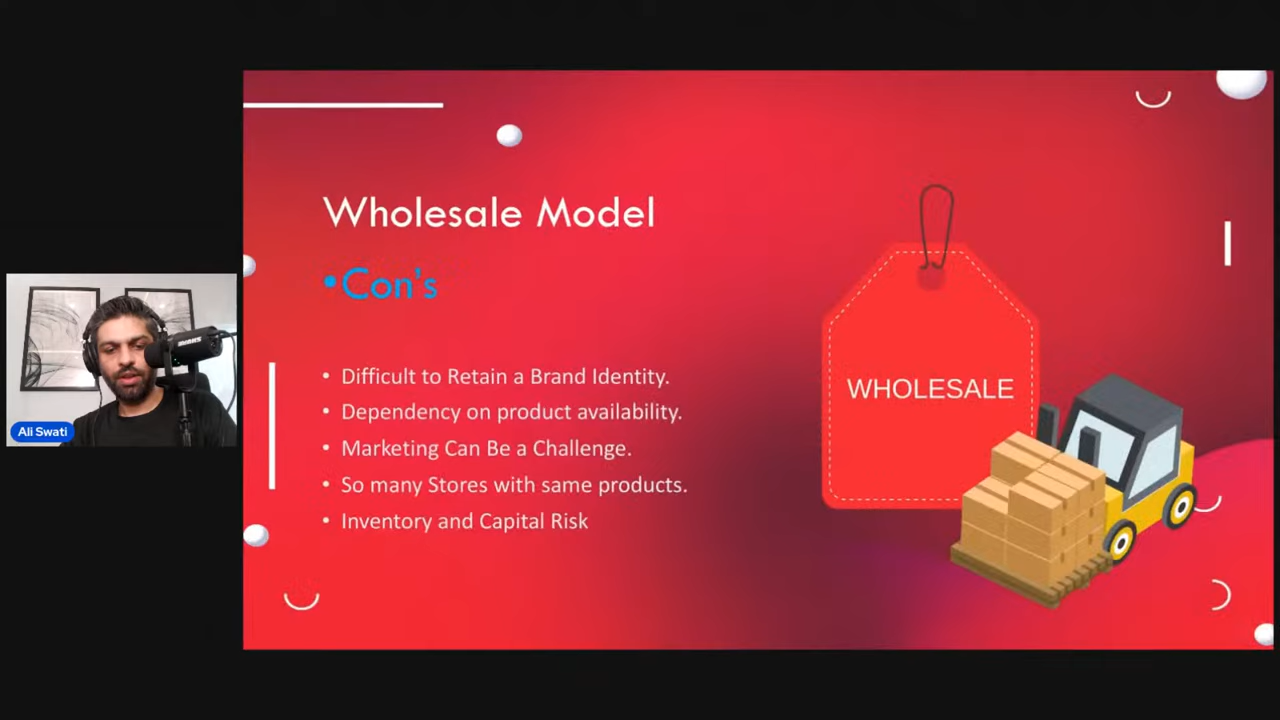 Wholesale Model
•Con's
• Difficult to Retain a Brand Identity.
• Dependency on product availability.
• Marketing Can Be a Challenge.
• So many Stores with same products.
• Inventory and Capital Risk
WHOLESALE
Ali Swati